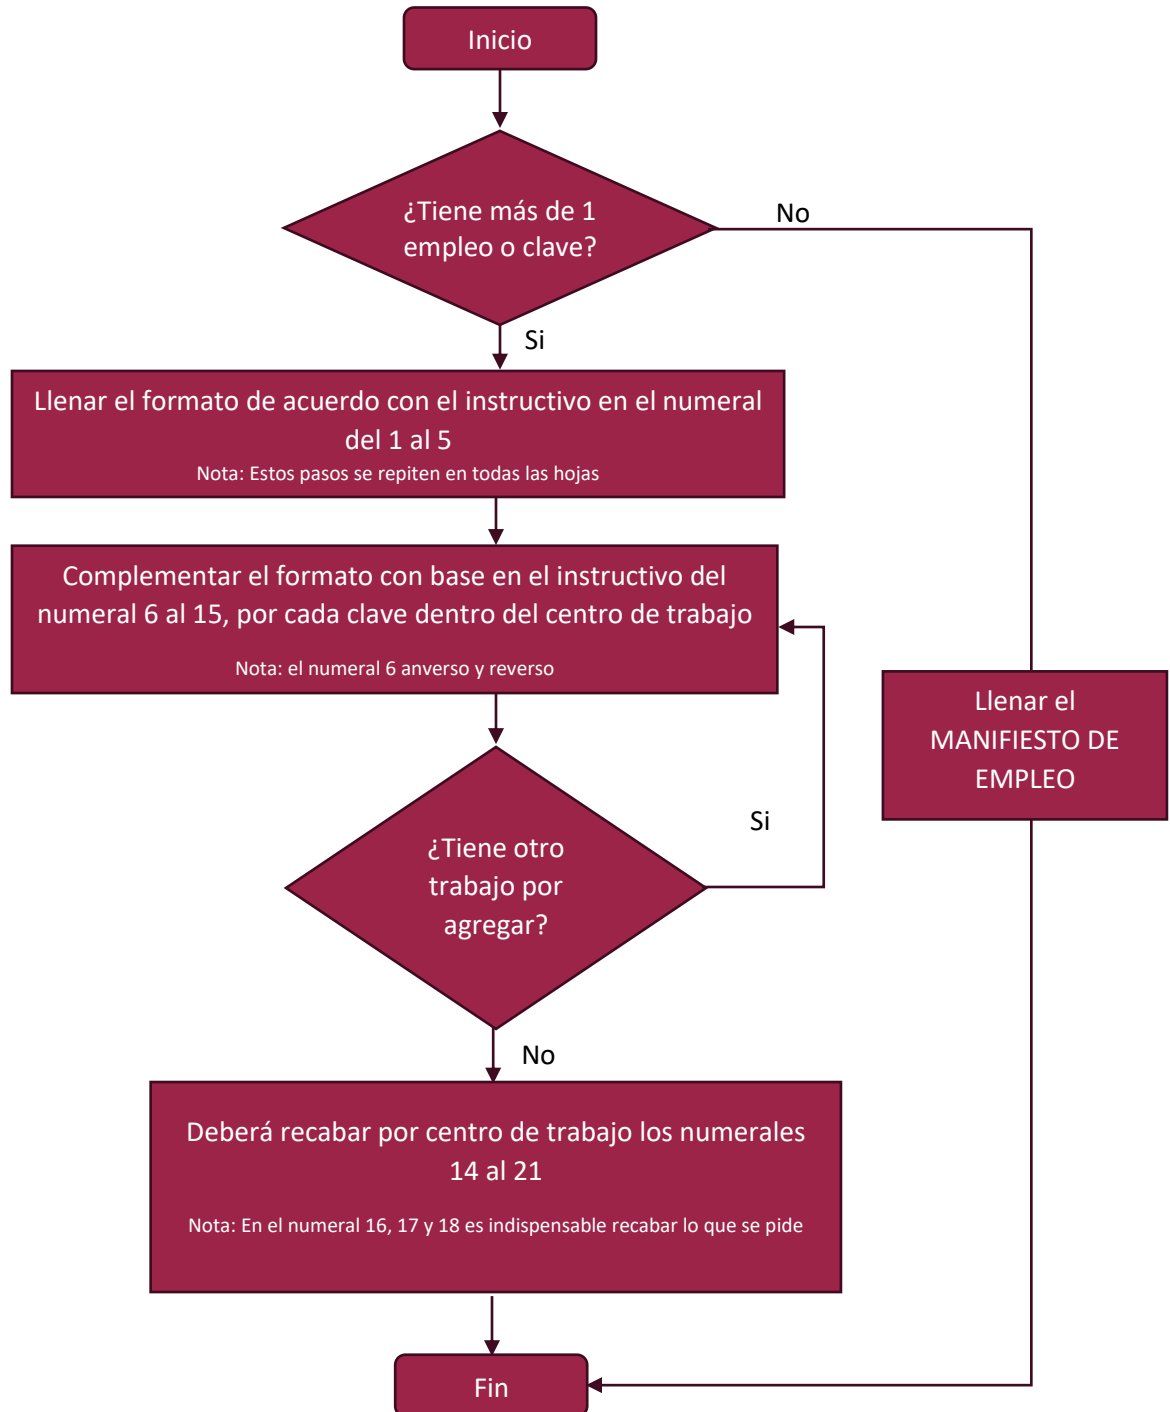 Inicio
¿Tiene más de 1
empleo o clave?
No
Si
Llenar el formato de acuerdo con el instructivo en el numeral
del 1 al 5
Nota: Estos pasos se repiten en todas las hojas
Complementar el formato con base en el instructivo del
numeral 6 al 15, por cada clave dentro del centro de trabajo
Nota: el numeral 6 anverso y reverso
Llenar el
MANIFIESTO DE
EMPLEO
¿Tiene otro
trabajo por
agregar?
Si
No
Deberá recabar por centro de trabajo los numerales
14 al 21
Nota: En el numeral 16, 17 y 18 es indispensable recabar lo que se pide
Fin